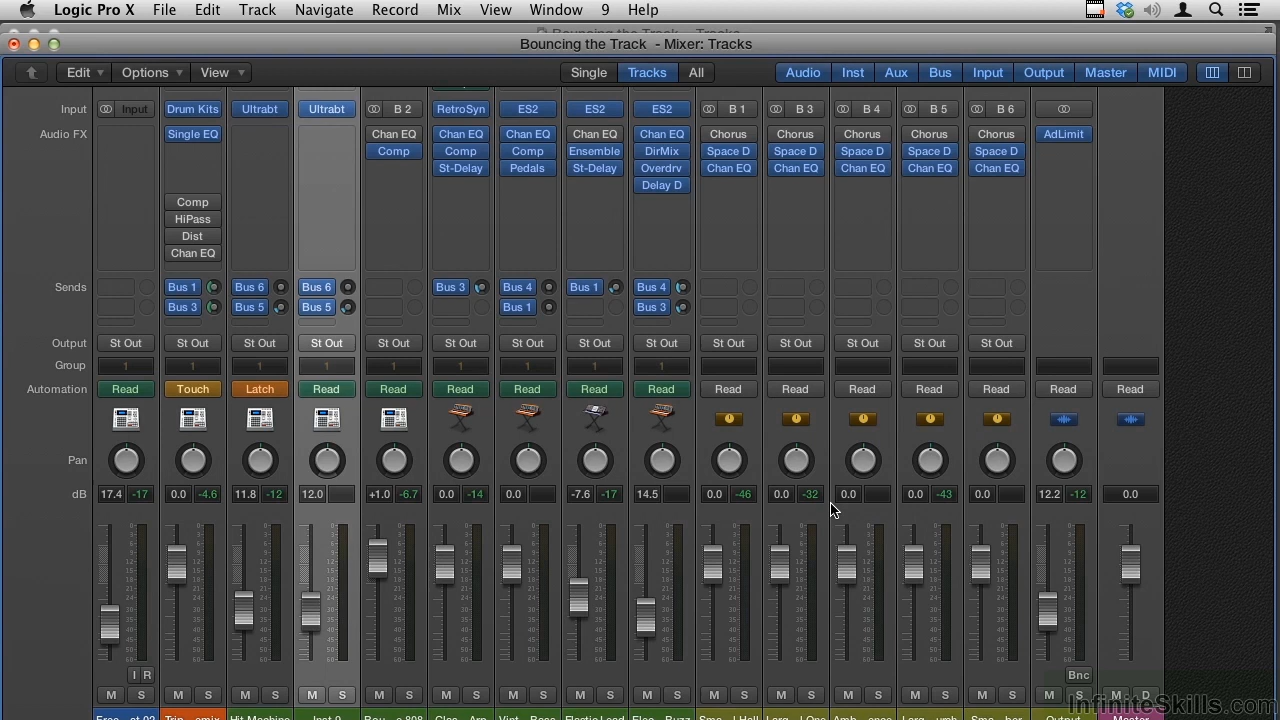 Logic Pro X File Edit Track Navigate Record Mix View Window 9 Help
Bouncing the Track - Mixer: Tracks
Edit Options View Single Tracks All Audio Inst Aux Bus Input Output Master MIDI
Input Input Drum Kits Ultrabt Ultrabt B 2 RetroSyn ES2 ES2 ES2 B 1 B 3 B 4 B 5 B 6
Audio FX Single EQ Chan EQ Chan EQ Chan EQ Chan EQ Chan EQ Chorus Chorus Chorus Chorus Chorus AdLimit
Comp Comp Comp Ensemble DirMix Space D Space D Space D Space D Space D
St-Delay Pedals St-Delay Overdrv Chan EQ Chan EQ Chan EQ Chan EQ Chan EQ
Delay D
Comp
HiPass
Dist
Chan EQ
Sends Bus 1 Bus 6 Bus 6 Bus 3 Bus 4 Bus 1 Bus 4
Bus 3 Bus 5 Bus 5 Bus 1 Bus 3
Output St Out St Out St Out St Out St Out St Out St Out St Out St Out St Out St Out St Out St Out St Out
Group 1 1 1 1 1 1 1 1 1
Automation Read Touch Latch Read Read Read Read Read Read Read Read Read Read Read Read Read
Pan
dB 17.4 -17 0.0 -4.6 11.8 -12 12.0 +1.0 -6.7 0.0 -14 0.0 -7.6 -17 14.5 0.0 -46 0.0 -32 0.0 0.0 -43 0.0 12.2 -12 0.0
I R Bnc
M S M S M S M S M S M S M S M S M S M S M S M S M S M S M S M D
InfiniteSkills.com